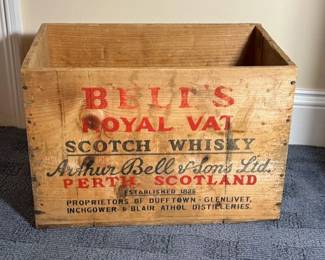 BELL'S
ROYAL VAT
SCOTCH WHISKY
Arthur Bell & Sons Ltd.
PERTH, SCOTLAND
ESTABLISHED 1825
PROPRIETORS OF DUFFTOWN-GLENLIVET,
INCHGOWER & BLAIR ATHOL DISTILLERIES.